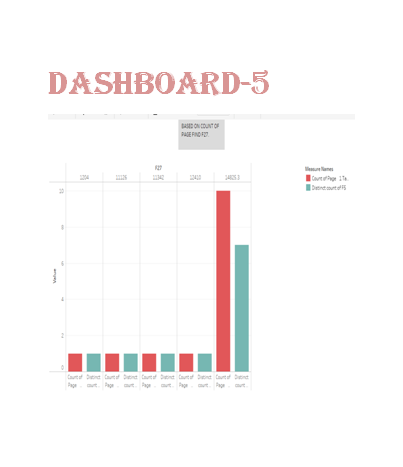 DASHBOARD-5
BASED ON COUNT OF
PAGE FIND F27.
F27
1204 11126 11342 12410 14825.5
Measure Names
Count of Page 1 Ta..
Distinct count of F6
10
8
6
4
2
0
Value
Count of Page .. Distinct count .. Count of Page .. Distinct count .. Count of Page .. Distinct count .. Count of Page .. Distinct count .. Count of Page .. Distinct count ..